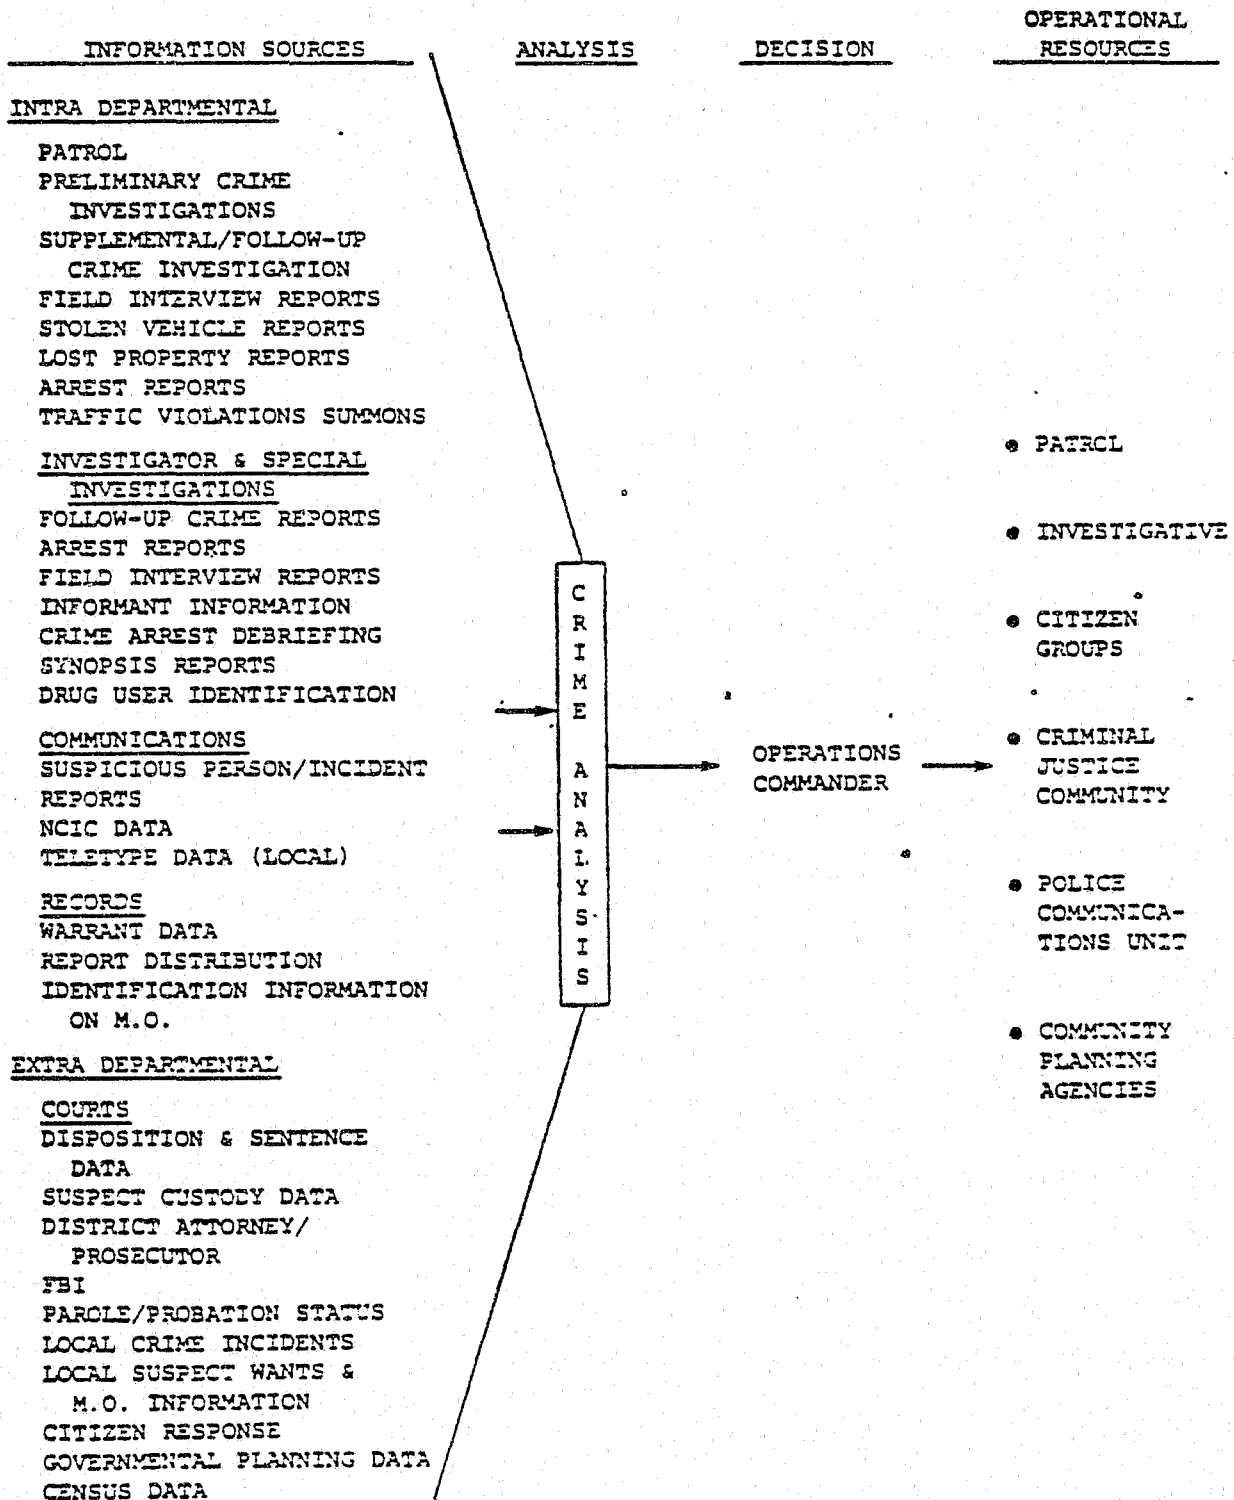 INFORMATION SOURCES
ANALYSIS
DECISION
OPERATIONAL
RESOURCES
INTRA DEPARTMENTAL
PATROL
PRELIMINARY CRIME
INVESTIGATIONS
SUPPLEMENTAL/FOLLOW-UP
CRIME INVESTIGATION
FIELD INTERVIEW REPORTS
STOLEN VEHICLE REPORTS
LOST PROPERTY REPORTS
ARREST REPORTS
TRAFFIC VIOLATIONS SUMMONS
INVESTIGATOR & SPECIAL
INVESTIGATIONS
FOLLOW-UP CRIME REPORTS
ARREST REPORTS
FIELD INTERVIEW REPORTS
INFORMANT INFORMATION
CRIME ARREST DEBRIEFING
SYNOPSIS REPORTS
DRUG USER IDENTIFICATION
COMMUNICATIONS
SUSPICIOUS PERSON/INCIDENT
REPORTS
NCIC DATA
TELETYPE DATA (LOCAL)
RECORDS
WARRANT DATA
REPORT DISTRIBUTION
IDENTIFICATION INFORMATION
ON M.O.
EXTRA DEPARTMENTAL
COURTS
DISPOSITION & SENTENCE
DATA
SUSPECT CUSTODY DATA
DISTRICT ATTORNEY/
PROSECUTOR
FBI
PAROLE/PROBATION STATUS
LOCAL CRIME INCIDENTS
LOCAL SUSPECT WANTS &
M.O. INFORMATION
CITIZEN RESPONSE
GOVERNMENTAL PLANNING DATA
CENSUS DATA
CRIME ANALYSIS
OPERATIONS
COMMANDER
● PATROL
● INVESTIGATIVE
● CITIZEN
GROUPS
● CRIMINAL
JUSTICE
COMMUNITY
● POLICE
COMMUNICA-
TIONS UNIT
● COMMUNITY
PLANNING
AGENCIES